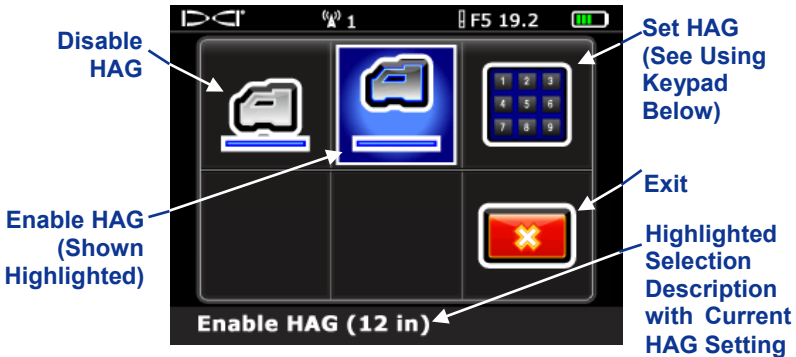 DCI 1 F5 19.2
Disable
HAG
Set HAG
(See Using
Keypad
Below)
1 2 3
4 5 6
7 8 9
Enable HAG
(Shown
Highlighted)
Exit
Highlighted
Selection
Description
with Current
HAG Setting
Enable HAG (12 in)